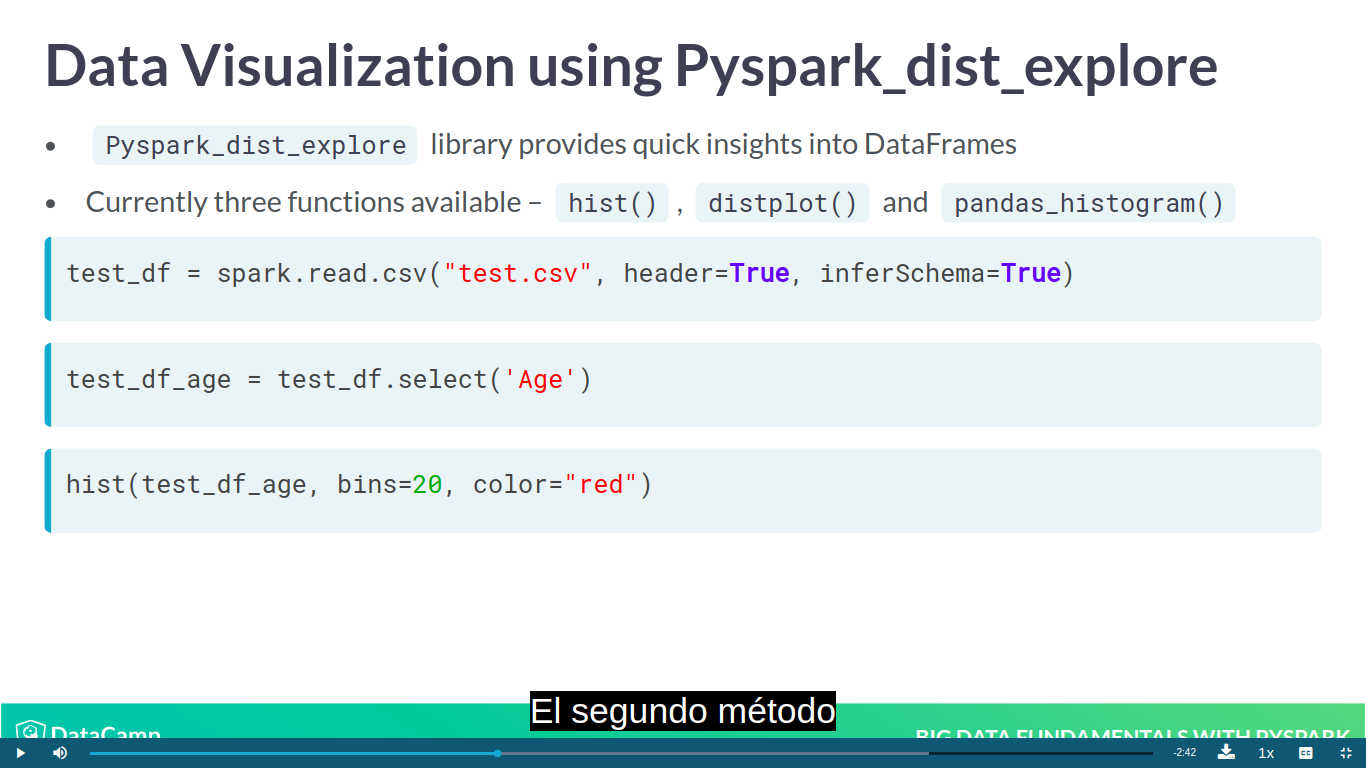 Data Visualization using Pyspark_dist_explore
• Pyspark_dist_explore library provides quick insights into DataFrames
• Currently three functions available – hist() , distplot() and pandas_histogram()
test_df = spark.read.csv("test.csv", header=True, inferSchema=True)
test_df_age = test_df.select('Age')
hist(test_df_age, bins=20, color="red")
El segundo método
DataCamp
BIG DATA FUNDAMENTALS WITH PYSPARK
-2:42
1x
CC